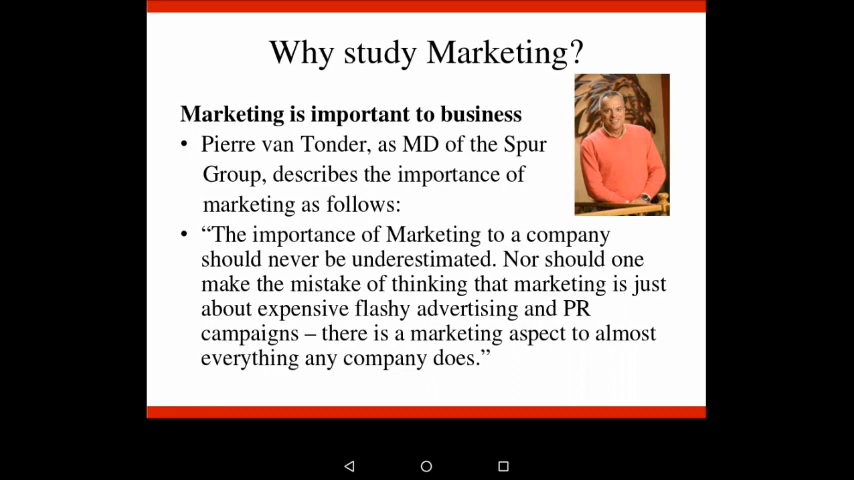 Why study Marketing?
Marketing is important to business
• Pierre van Tonder, as MD of the Spur
Group, describes the importance of
marketing as follows:
• “The importance of Marketing to a company
should never be underestimated. Nor should one
make the mistake of thinking that marketing is just
about expensive flashy advertising and PR
campaigns – there is a marketing aspect to almost
everything any company does.”